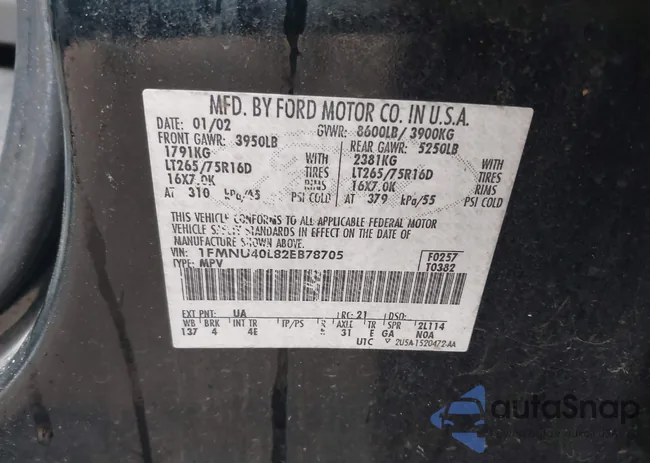 MFD. BY FORD MOTOR CO. IN U.S.A.
DATE: 01/02 GVWR: 8600LB/3900KG
FRONT GAWR: 3950LB REAR GAWR: 5250LB
1791KG WITH 2381KG WITH
LT265/75R16D TIRES LT265/75R16D TIRES
16X7.0K RIMS 16X7.0K RIMS
AT 310 kPa/45 PSI COLD AT 379 kPa/55 PSI COLD
THIS VEHICLE CONFORMS TO ALL APPLICABLE FEDERAL MOTOR
VEHICLE SAFETY STANDARDS IN EFFECT ON THE DATE OF
MANUFACTURE SHOWN ABOVE.
VIN: 1FMNU40L82EB78705 F0257
TYPE: MPV T0382
EXT PNT: UA RC: 21 DSO:
WB BRK INT TR TP/PS R AXLE TR SPR 2L114
137 4 4E 31 E GA N0A
UTC 2U5A-1520472-AA
autoSnap